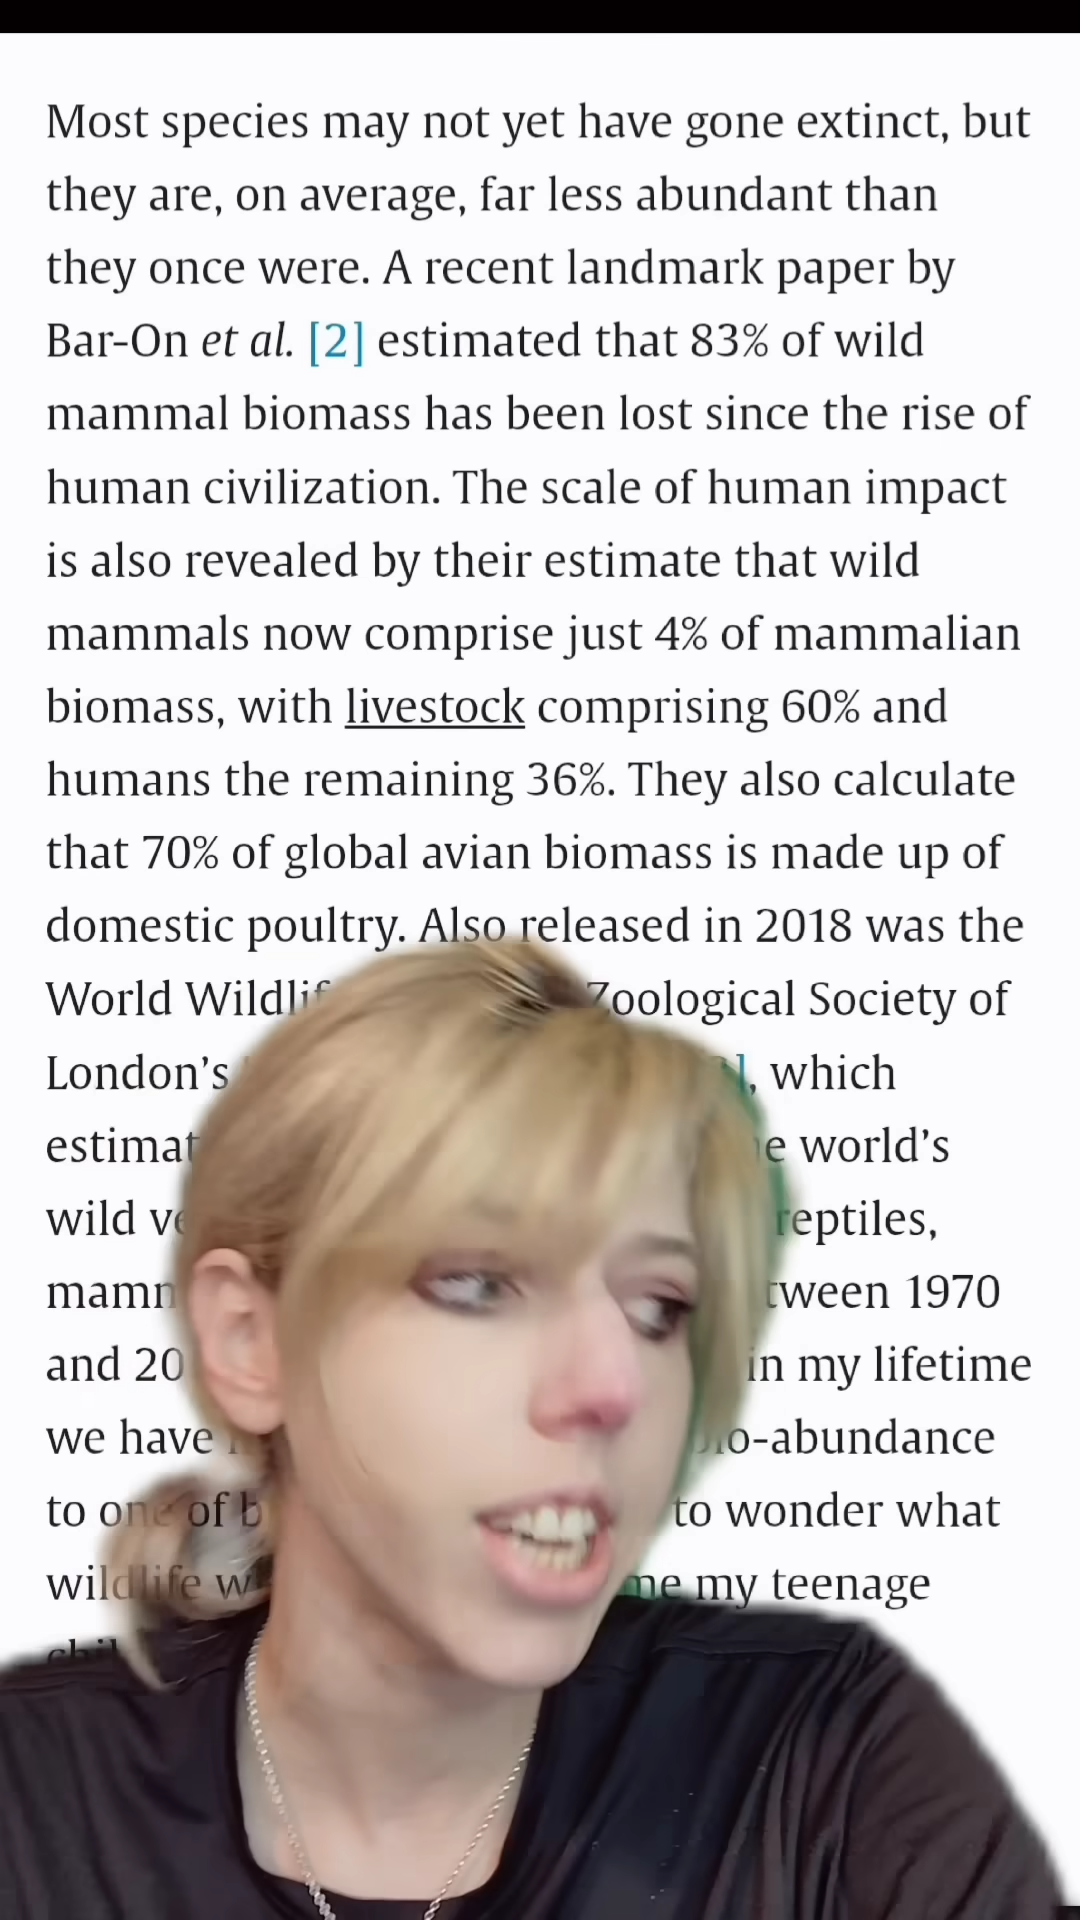 Most species may not yet have gone extinct, but
they are, on average, far less abundant than
they once were. A recent landmark paper by
Bar-On et al. [2] estimated that 83% of wild
mammal biomass has been lost since the rise of
human civilization. The scale of human impact
is also revealed by their estimate that wild
mammals now comprise just 4% of mammalian
biomass, with livestock comprising 60% and
humans the remaining 36%. They also calculate
that 70% of global avian biomass is made up of
domestic poultry. Also released in 2018 was the
World Zoological Society of
London's which
world's
wild reptiles,
1970
and in my lifetime
we have
to one of to wonder what
wildlife me my teenage